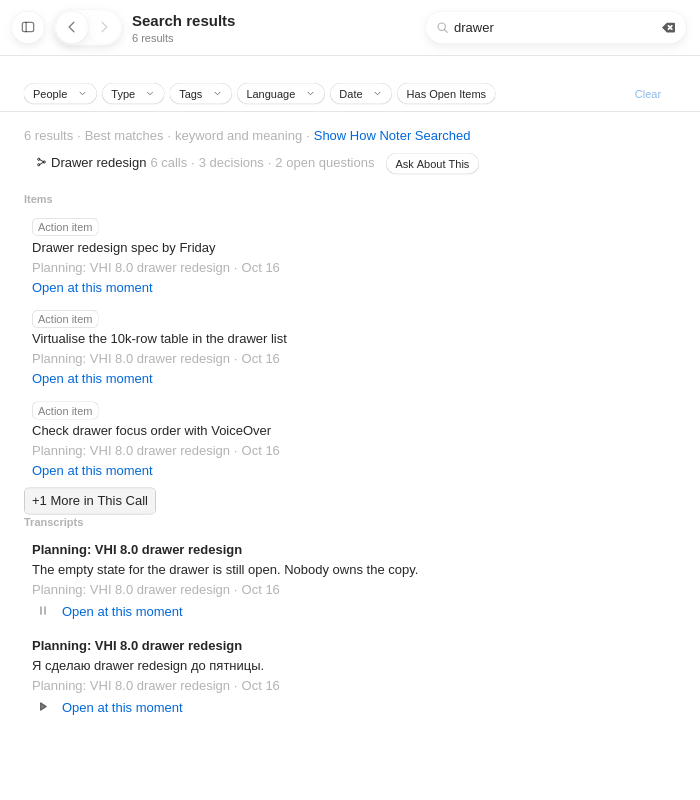 Search results
6 results
drawer
People
Type
Tags
Language
Date
Has Open Items
Clear
6 results · Best matches · keyword and meaning · Show How Noter Searched
Drawer redesign 6 calls · 3 decisions · 2 open questions
Ask About This
Items
Action item
Drawer redesign spec by Friday
Planning: VHI 8.0 drawer redesign · Oct 16
Open at this moment
Action item
Virtualise the 10k-row table in the drawer list
Planning: VHI 8.0 drawer redesign · Oct 16
Open at this moment
Action item
Check drawer focus order with VoiceOver
Planning: VHI 8.0 drawer redesign · Oct 16
Open at this moment
+1 More in This Call
Transcripts
Planning: VHI 8.0 drawer redesign
The empty state for the drawer is still open. Nobody owns the copy.
Planning: VHI 8.0 drawer redesign · Oct 16
Open at this moment
Planning: VHI 8.0 drawer redesign
Я сделаю drawer redesign до пятницы.
Planning: VHI 8.0 drawer redesign · Oct 16
Open at this moment